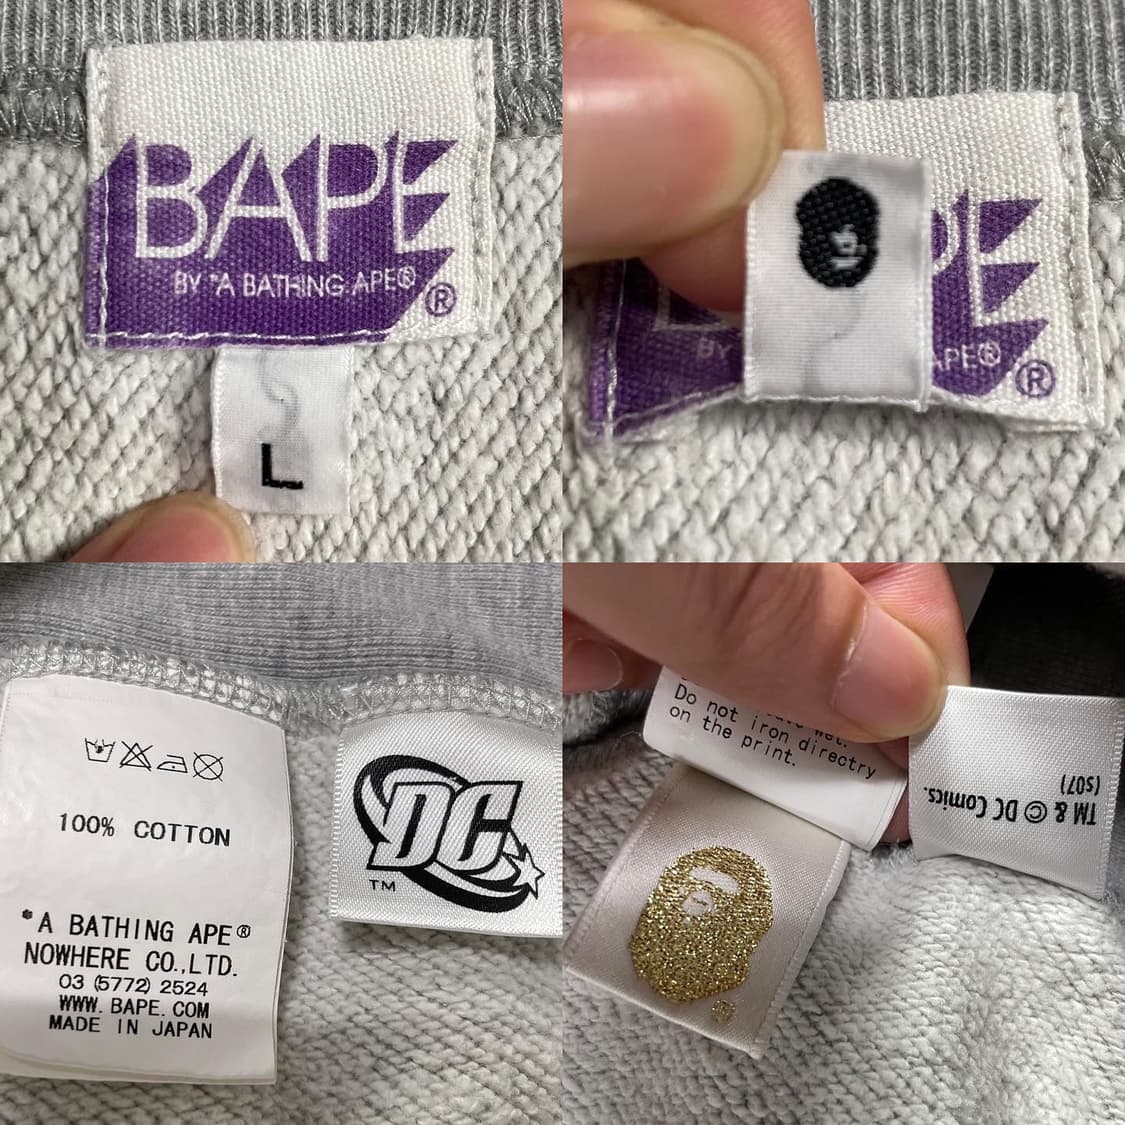 BAPE
BY *A BATHING APE®
®
L
BY
APE®
®
100% COTTON
*A BATHING APE®
NOWHERE CO.,LTD.
03 (5772) 2524
WWW. BAPE. COM
MADE IN JAPAN
DC
TM
Do not iron directry
on the print.
TM & © DC Comics.
(s07)
®